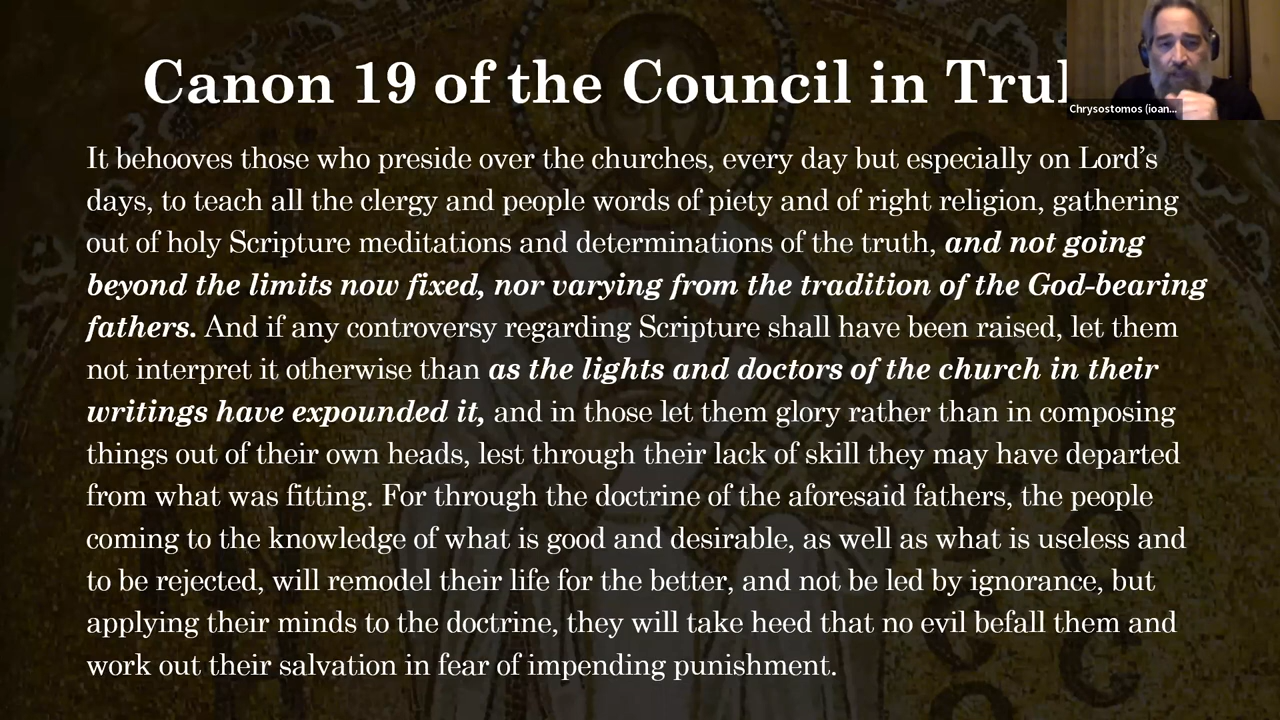 Canon 19 of the Council in Trul
Chrysostomos (ioan...
It behooves those who preside over the churches, every day but especially on Lord’s
days, to teach all the clergy and people words of piety and of right religion, gathering
out of holy Scripture meditations and determinations of the truth, and not going
beyond the limits now fixed, nor varying from the tradition of the God-bearing
fathers. And if any controversy regarding Scripture shall have been raised, let them
not interpret it otherwise than as the lights and doctors of the church in their
writings have expounded it, and in those let them glory rather than in composing
things out of their own heads, lest through their lack of skill they may have departed
from what was fitting. For through the doctrine of the aforesaid fathers, the people
coming to the knowledge of what is good and desirable, as well as what is useless and
to be rejected, will remodel their life for the better, and not be led by ignorance, but
applying their minds to the doctrine, they will take heed that no evil befall them and
work out their salvation in fear of impending punishment.